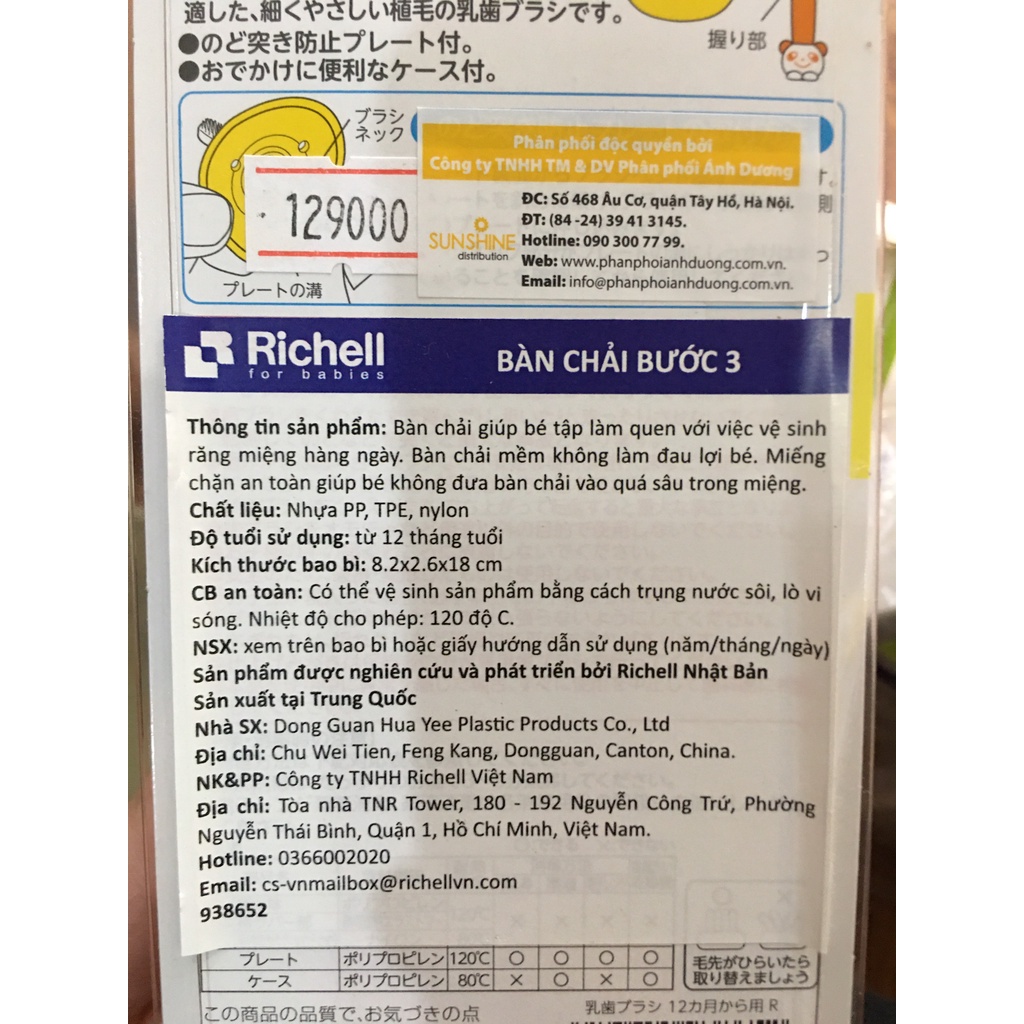 適した、細くやさしい植毛の乳歯ブラシです。
●のど突き防止プレート付。
●おでかけに便利なケース付。
握り部
ブラシ
ネック
プレートの溝
129000
Phân phối độc quyền bởi
Công ty TNHH TM & DV Phân phối Ánh Dương
SUNSHINE
distribution
ĐC: Số 468 Âu Cơ, quận Tây Hồ, Hà Nội.
ĐT: (84 -24) 39 41 3145.
Hotline: 090 300 77 99.
Web: www.phanphoianhduong.com.vn.
Email: info@phanphoianhduong.com.vn.
Richell
for babies
BÀN CHẢI BƯỚC 3
Thông tin sản phẩm: Bàn chải giúp bé tập làm quen với việc vệ sinh
răng miệng hàng ngày. Bàn chải mềm không làm đau lợi bé. Miếng
chặn an toàn giúp bé không đưa bàn chải vào quá sâu trong miệng.
Chất liệu: Nhựa PP, TPE, nylon
Độ tuổi sử dụng: từ 12 tháng tuổi
Kích thước bao bì: 8.2x2.6x18 cm
CB an toàn: Có thể vệ sinh sản phẩm bằng cách trụng nước sôi, lò vi
sóng. Nhiệt độ cho phép: 120 độ C.
NSX: xem trên bao bì hoặc giấy hướng dẫn sử dụng (năm/tháng/ngày)
Sản phẩm được nghiên cứu và phát triển bởi Richell Nhật Bản
Sản xuất tại Trung Quốc
Nhà SX: Dong Guan Hua Yee Plastic Products Co., Ltd
Địa chỉ: Chu Wei Tien, Feng Kang, Dongguan, Canton, China.
NK&PP: Công ty TNHH Richell Việt Nam
Địa chỉ: Tòa nhà TNR Tower, 180 - 192 Nguyễn Công Trứ, Phường
Nguyễn Thái Bình, Quận 1, Hồ Chí Minh, Việt Nam.
Hotline: 0366002020
Email: cs-vnmailbox@richellvn.com
938652
プレート ポリプロピレン 120℃ ○ ○ ○ ○
ケース ポリプロピレン 80℃ × ○ × ○
毛先がひらいたら
取り替えましょう
この商品の品質で、お気づきの点
乳歯ブラシ 12カ月から用 R